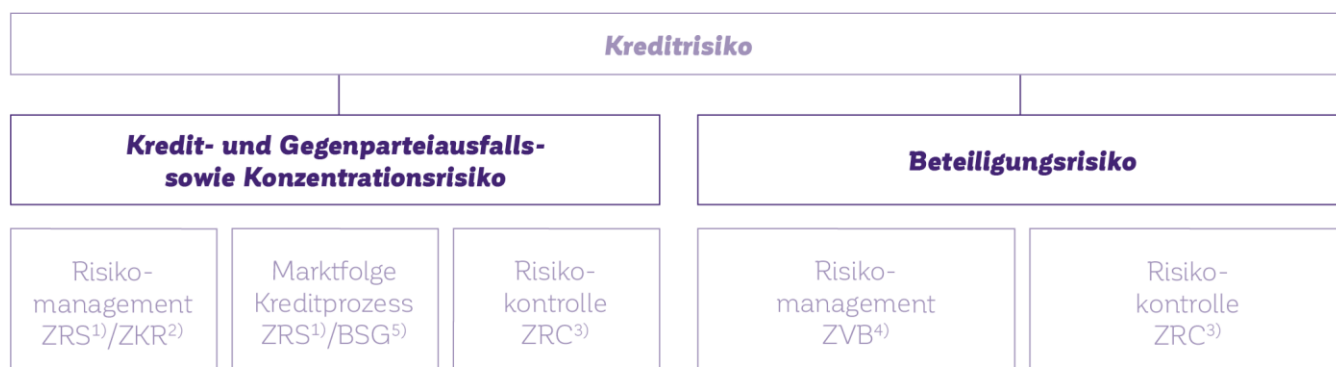 Kreditrisiko
Kredit- und Gegenparteiausfalls-
sowie Konzentrationsrisiko
Beteiligungsrisiko
Risiko-
management
ZRS¹⁾/ZKR²⁾
Marktfolge
Kreditprozess
ZRS¹⁾/BSG⁵⁾
Risiko-
kontrolle
ZRC³⁾
Risiko-
management
ZVB⁴⁾
Risiko-
kontrolle
ZRC³⁾